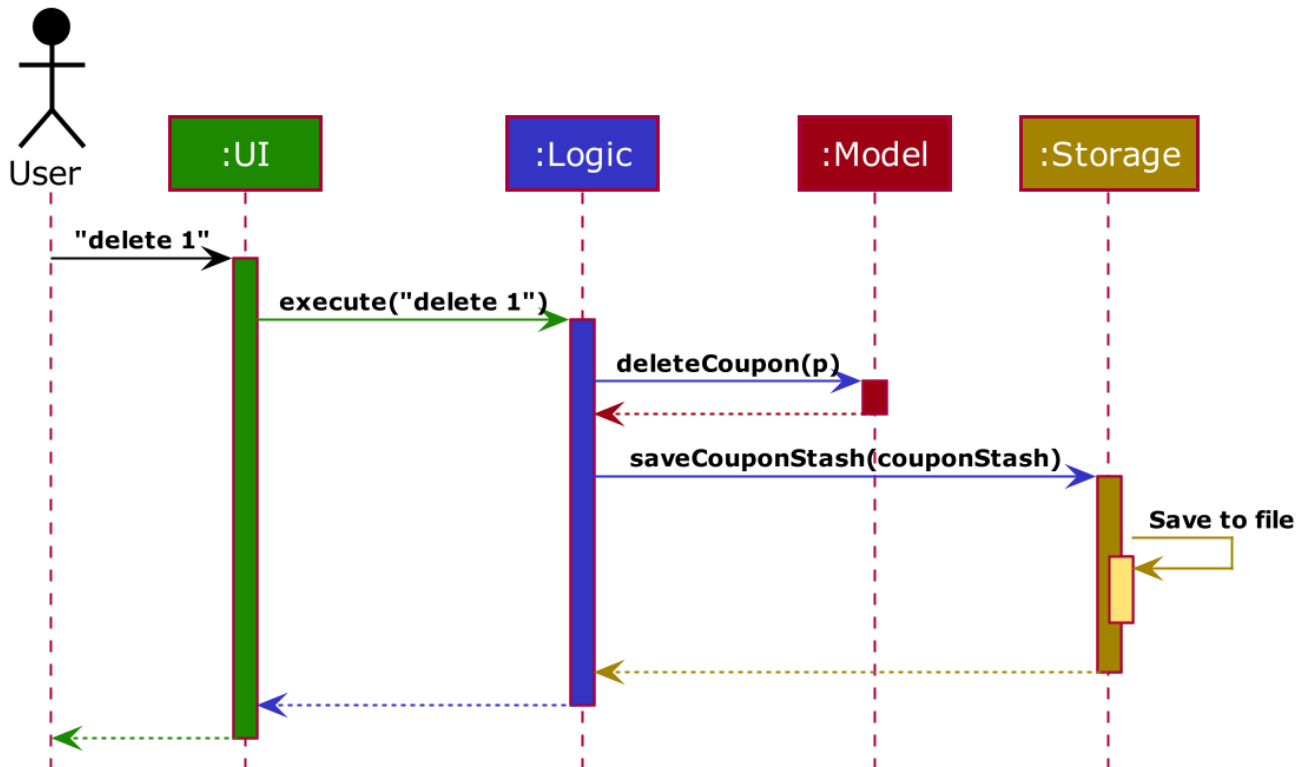 :UI
:Logic
:Model
:Storage
User
"delete 1"
execute("delete 1")
deleteCoupon(p)
saveCouponStash(couponStash)
Save to file